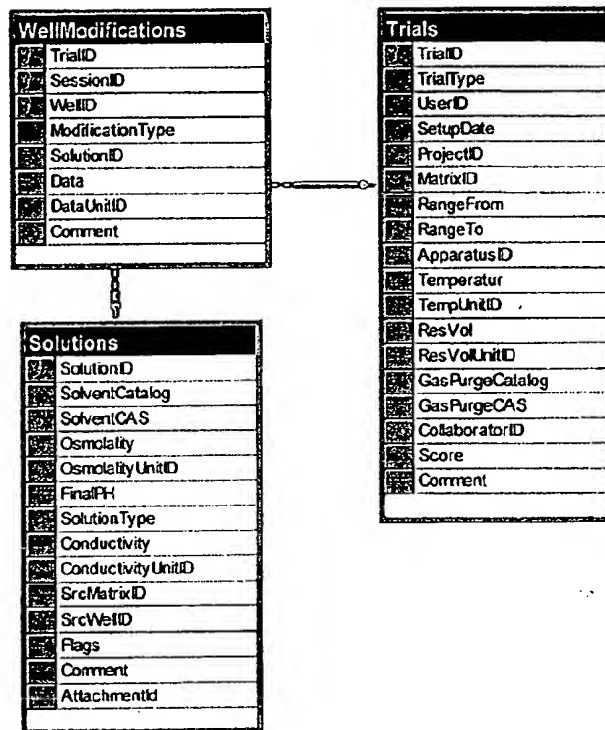 WellModifications
TrialID
SessionID
WellID
ModificationType
SolutionID
Data
DataUnitID
Comment
Trials
TrialID
TrialType
UserID
SetupDate
ProjectID
MatrixID
RangeFrom
RangeTo
ApparatusID
Temperatur
TempUnitID
ResVol
ResVolUnitID
GasPurgeCatalog
GasPurgeCAS
CollaboratorID
Score
Comment
Solutions
SolutionID
SolventCatalog
SolventCAS
Osmolality
OsmolalityUnitID
FinalPH
SolutionType
Conductivity
ConductivityUnitID
SrcMatrixID
SrcWellID
Flags
Comment
AttachmentId